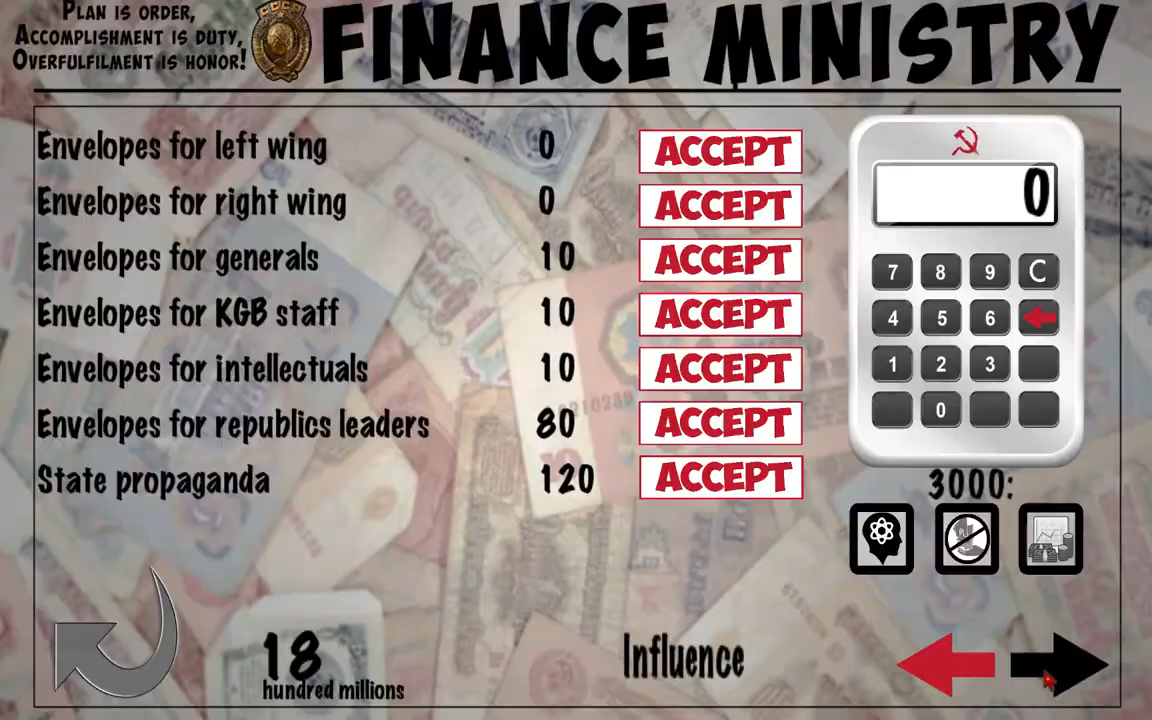 PLAN IS ORDER,
ACCOMPLISHMENT IS DUTY,
OVERFULFILMENT IS HONOR!
FINANCE MINISTRY
Envelopes for left wing 0 ACCEPT
Envelopes for right wing 0 ACCEPT
Envelopes for generals 10 ACCEPT
Envelopes for KGB staff 10 ACCEPT
Envelopes for intellectuals 10 ACCEPT
Envelopes for republics leaders 80 ACCEPT
State propaganda 120 ACCEPT
0
7 8 9 C
4 5 6
1 2 3
0
3000:
18
hundred millions
Influence